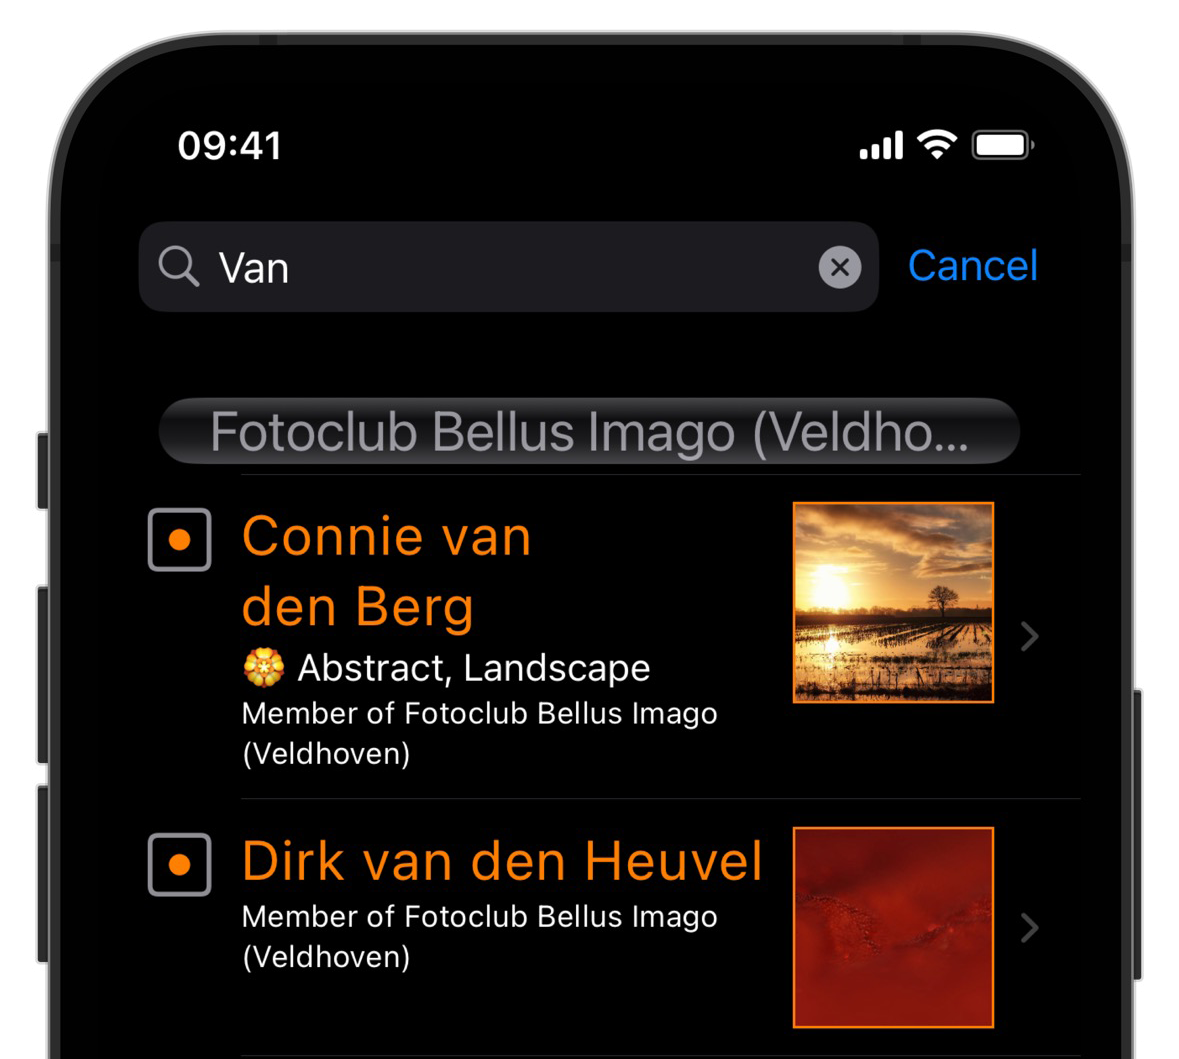 09:41
Van
Cancel
Fotoclub Bellus Imago (Veldho...
Connie van
den Berg
Abstract, Landscape
Member of Fotoclub Bellus Imago
(Veldhoven)
Dirk van den Heuvel
Member of Fotoclub Bellus Imago
(Veldhoven)